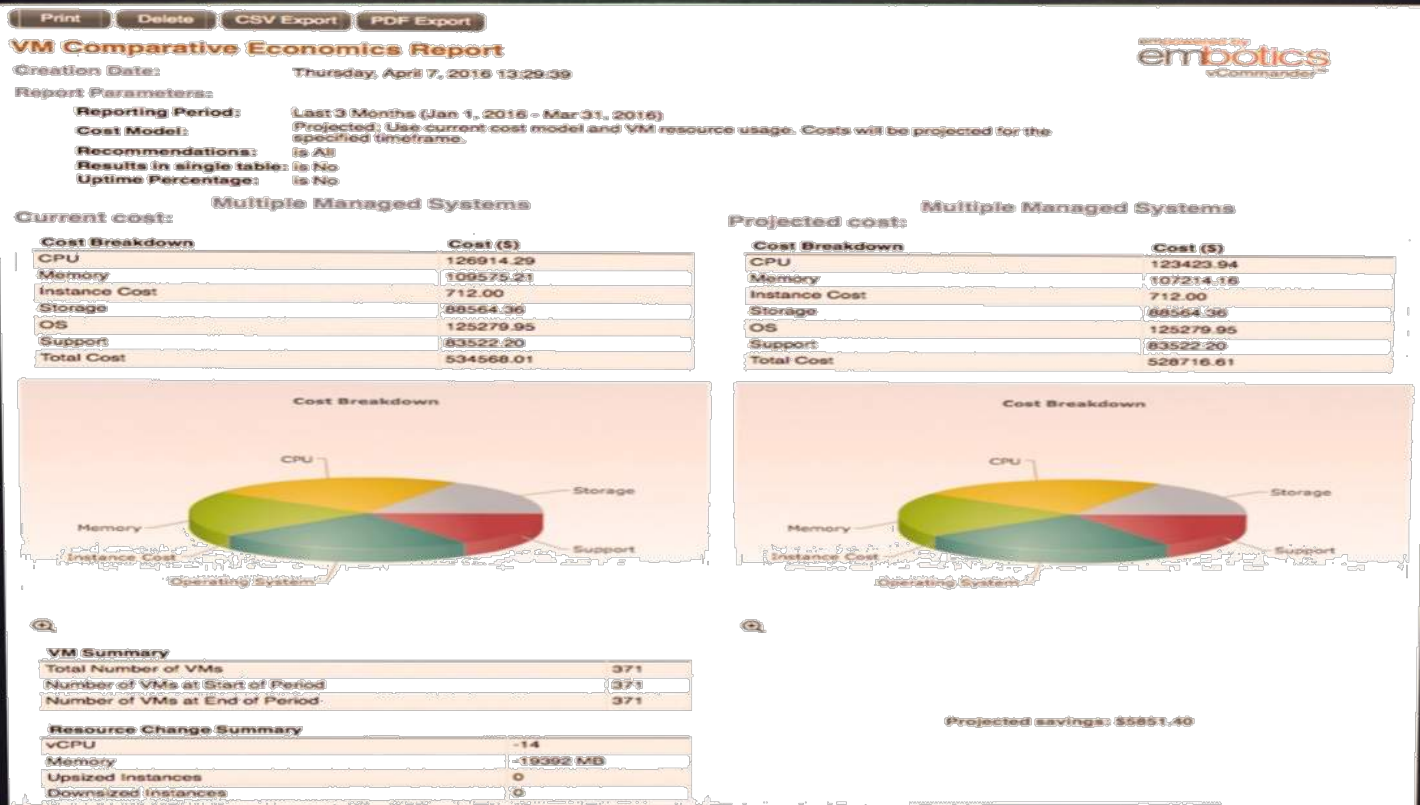 Print Delete CSV Export PDF Export
VM Comparative Economics Report
empowered by
embotics
vCommander™
Creation Date: Thursday, April 7, 2016 13:29:39
Report Parameters:
Reporting Period: Last 3 Months (Jan 1, 2016 - Mar 31, 2016)
Cost Model: Projected: Use current cost model and VM resource usage. Costs will be projected for the
specified timeframe.
Recommendations: is All
Results in single table: is No
Uptime Percentage: is No
Multiple Managed Systems
Current cost:
Cost Breakdown Cost ($)
CPU 126914.29
Memory 109575.21
Instance Cost 712.00
Storage 88564.36
OS 125279.95
Support 83522.20
Total Cost 534568.01
Cost Breakdown
CPU
Storage
Memory
Instance Cost
Support
Operating System
Multiple Managed Systems
Projected cost:
Cost Breakdown Cost ($)
CPU 123423.94
Memory 107214.16
Instance Cost 712.00
Storage 88564.36
OS 125279.95
Support 83522.20
Total Cost 528716.61
Cost Breakdown
CPU
Storage
Memory
Instance Cost
Support
Operating System
VM Summary
Total Number of VMs 371
Number of VMs at Start of Period 371
Number of VMs at End of Period 371
Resource Change Summary
vCPU -14
Memory -19392 MB
Upsized Instances 0
Downsized Instances 0
Projected savings: $5851.40